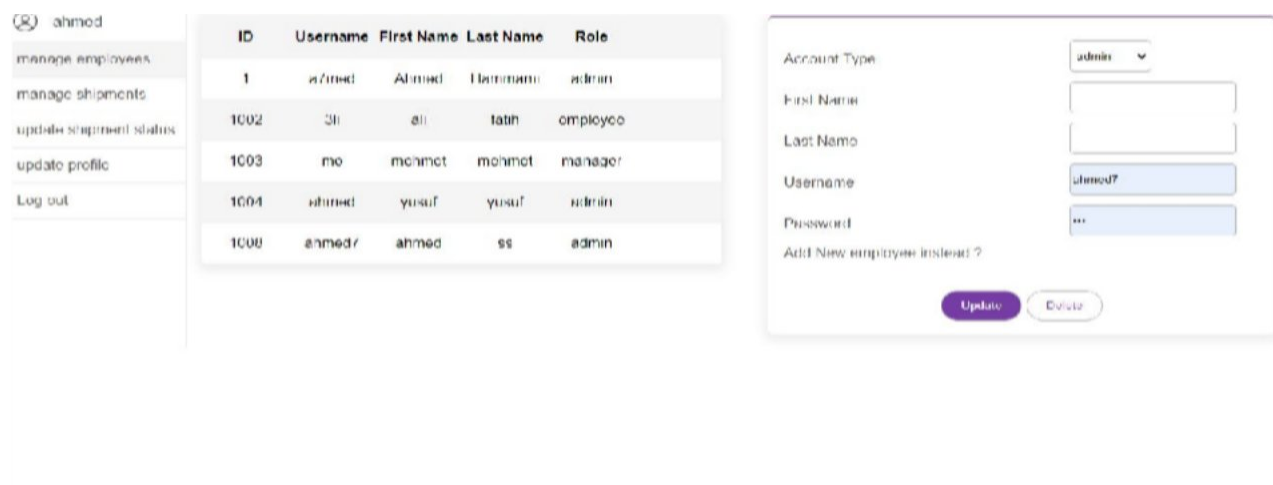 ahmed
manage employees
manage shipments
update shipment status
update profile
Log out
ID Username First Name Last Name Role
1 a7med Ahmed Hammami admin
1002 3li ali fatih employee
1003 mo mehmet mehmet manager
1004 ahmed yusuf yusuf admin
1008 ahmed7 ahmed ss admin
Account Type admin
First Name
Last Name
Username ahmed7
Password •••
Add New employee instead ?
Update Delete